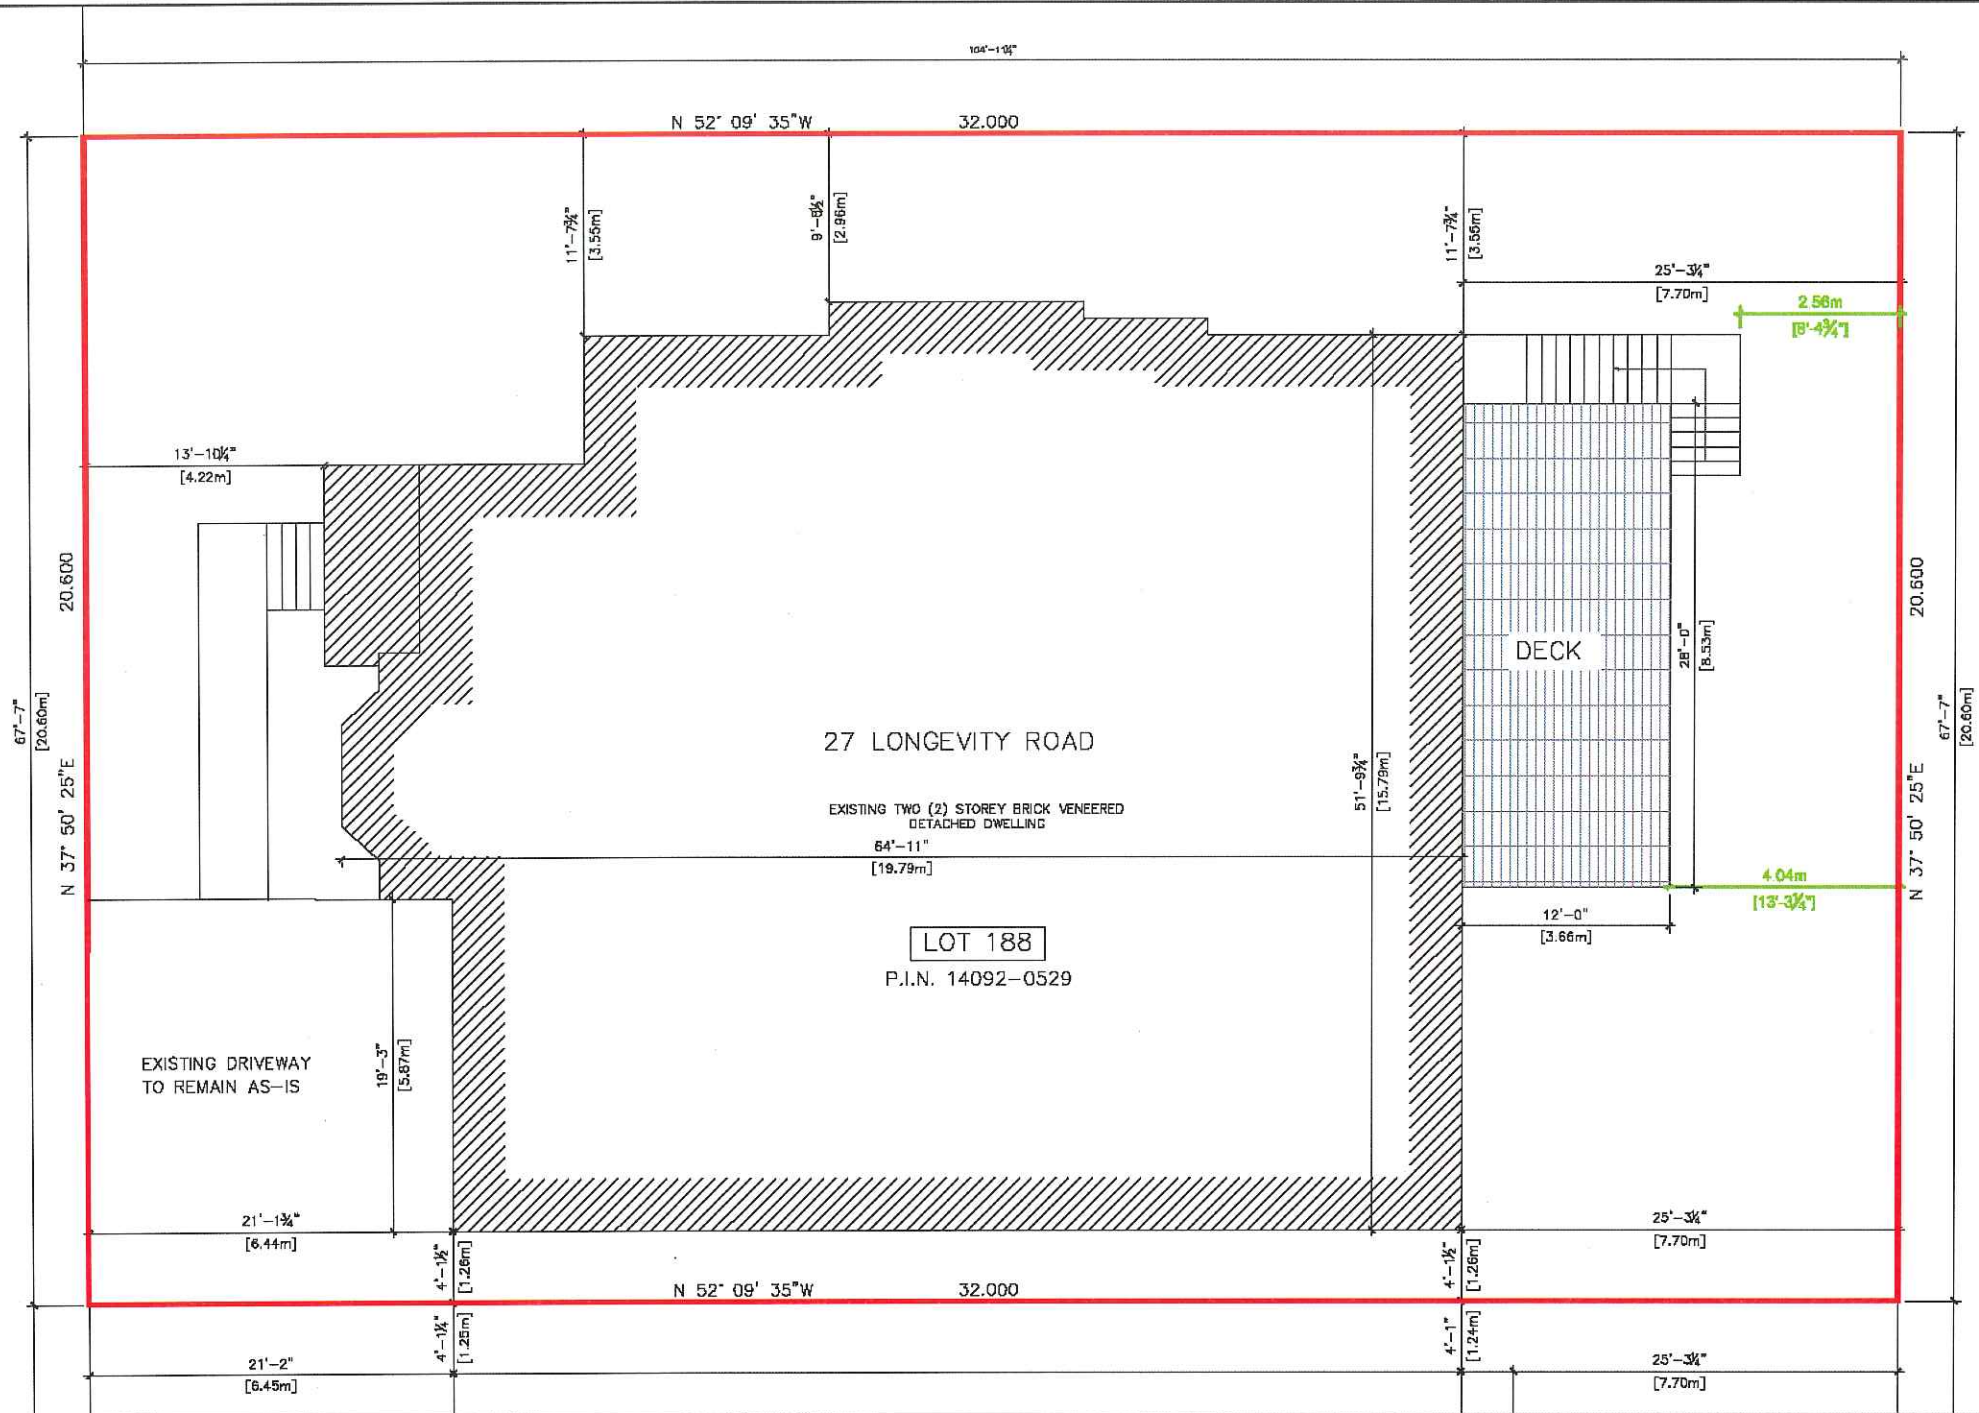 104'-11¾"
N 52° 09' 35"W 32.000
11'-7¾"
[3.55m]
9'-8½"
[2.96m]
11'-7¾"
[3.55m]
25'-3¼"
[7.70m]
2.56m
[8'-4¾"]
13'-10¼"
[4.22m]
20.600
N 37° 50' 25"E
67'-7"
[20.60m]
DECK
28'-0"
[8.53m]
20.600
N 37° 50' 25"E
67'-7"
[20.60m]
27 LONGEVITY ROAD
EXISTING TWO (2) STOREY BRICK VENEERED
DETACHED DWELLING
64'-11"
[19.79m]
51'-9¾"
[15.79m]
4.04m
[13'-3¼"]
12'-0"
[3.66m]
LOT 188
P.I.N. 14092-0529
EXISTING DRIVEWAY
TO REMAIN AS-IS
19'-3"
[5.87m]
21'-1¾"
[6.44m]
4'-1½"
[1.26m]
4'-1½"
[1.26m]
25'-3¼"
[7.70m]
N 52° 09' 35"W 32.000
4'-1¼"
[1.25m]
4'-1"
[1.24m]
21'-2"
[6.45m]
25'-3¼"
[7.70m]